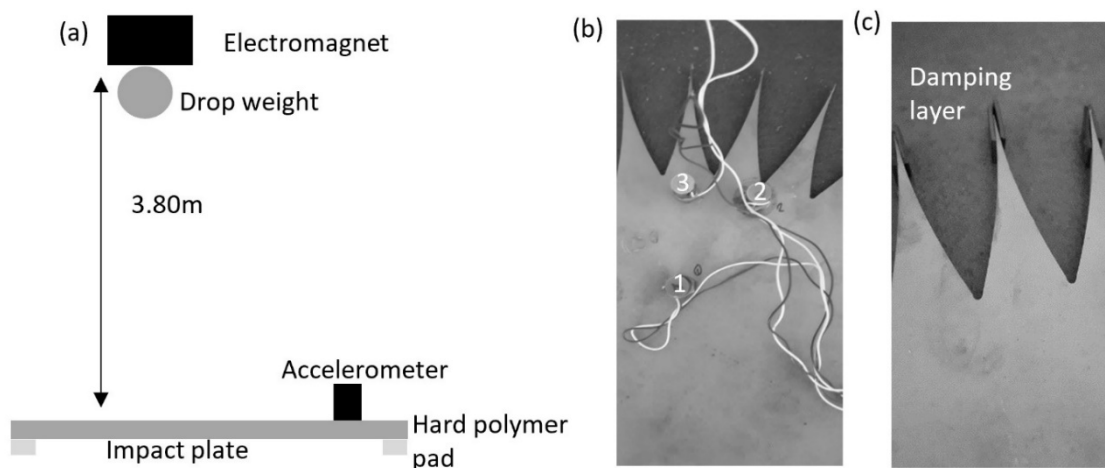 (a)
Electromagnet
Drop weight
3.80m
Accelerometer
Hard polymer
pad
Impact plate
(b)
3
2
1
(c)
Damping
layer